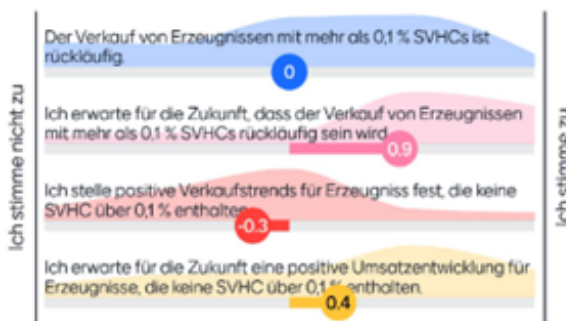 Ich stimme nicht zu
Der Verkauf von Erzeugnissen mit mehr als 0,1 % SVHCs ist
rückläufig.
0
Ich erwarte für die Zukunft, dass der Verkauf von Erzeugnissen
mit mehr als 0,1 % SVHCs rückläufig sein wird
0.9
Ich stelle positive Verkaufstrends für Erzeugniss fest, die keine
SVHC über 0,1 % enthalten
-0.3
Ich erwarte für die Zukunft eine positive Umsatzentwicklung für
Erzeugnisse, die keine SVHC über 0,1 % enthalten.
0.4
Ich stimme zu